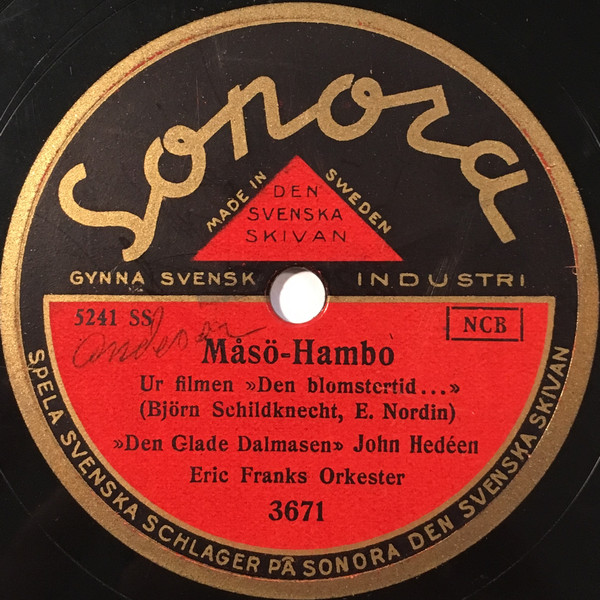 Sonora
MADE IN SWEDEN
DEN
SVENSKA
SKIVAN
GYNNA SVENSK INDUSTRI
5241 SS
NCB
Andersen
Måsö-Hambo
Ur filmen »Den blomstertid...»
(Björn Schildknecht, E. Nordin)
»Den Glade Dalmasen» John Hedéen
Eric Franks Orkester
3671
SPELA SVENSKA SCHLAGER PÅ SONORA DEN SVENSKA SKIVAN